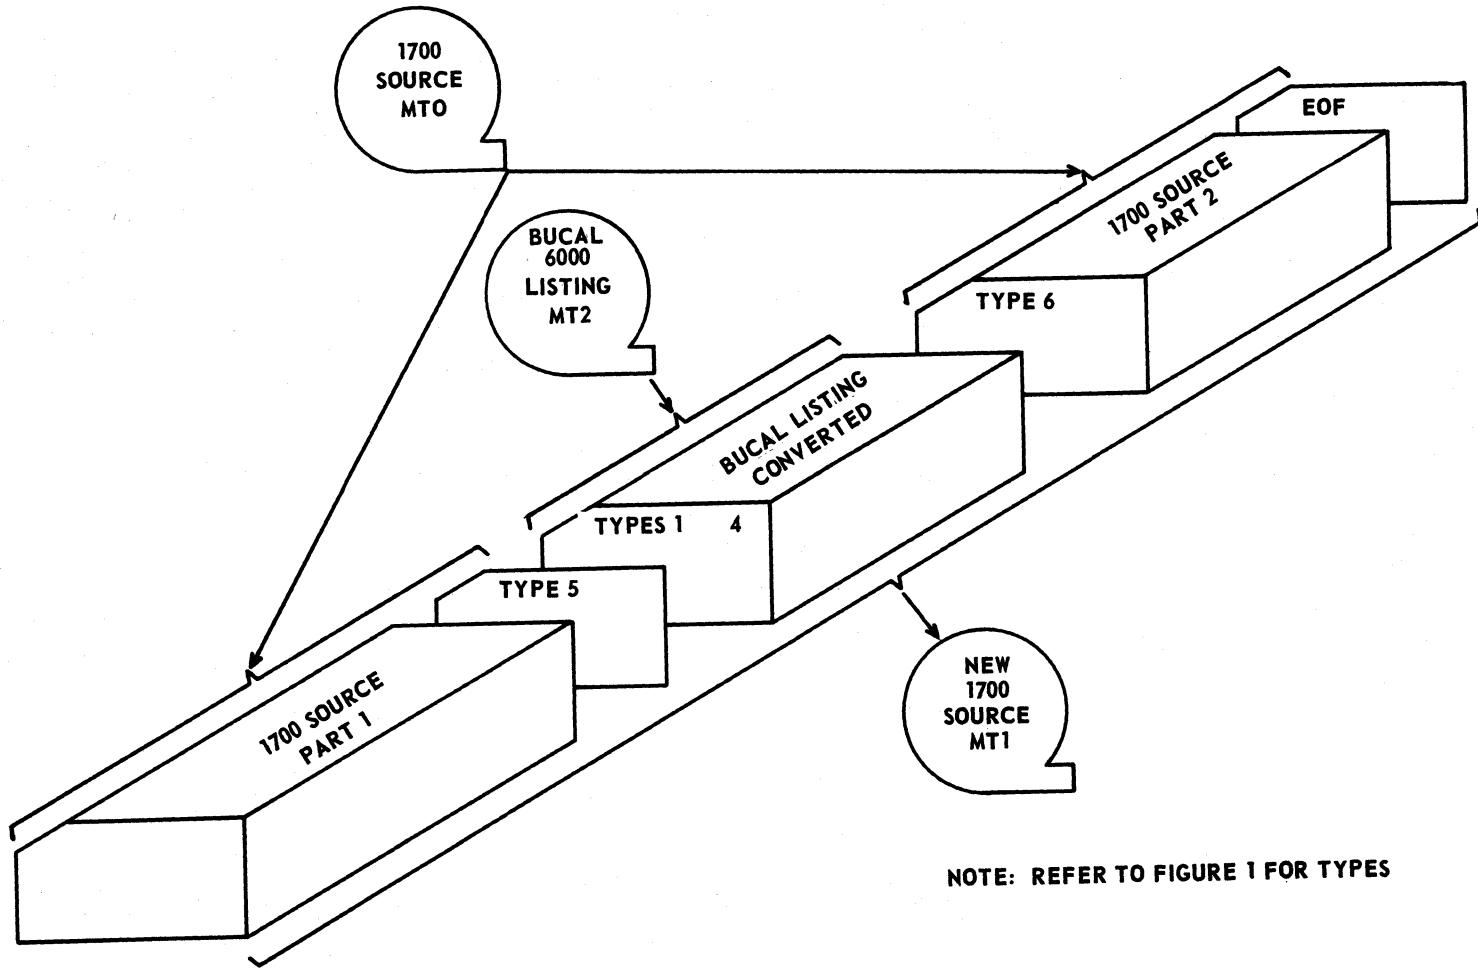 1700
SOURCE
MT0
EOF
1700 SOURCE
PART 2
BUCAL
6000
LISTING
MT2
TYPE 6
BUCAL LISTING
CONVERTED
TYPES 1 4
TYPE 5
NEW
1700
SOURCE
MT1
1700 SOURCE
PART 1
NOTE: REFER TO FIGURE 1 FOR TYPES